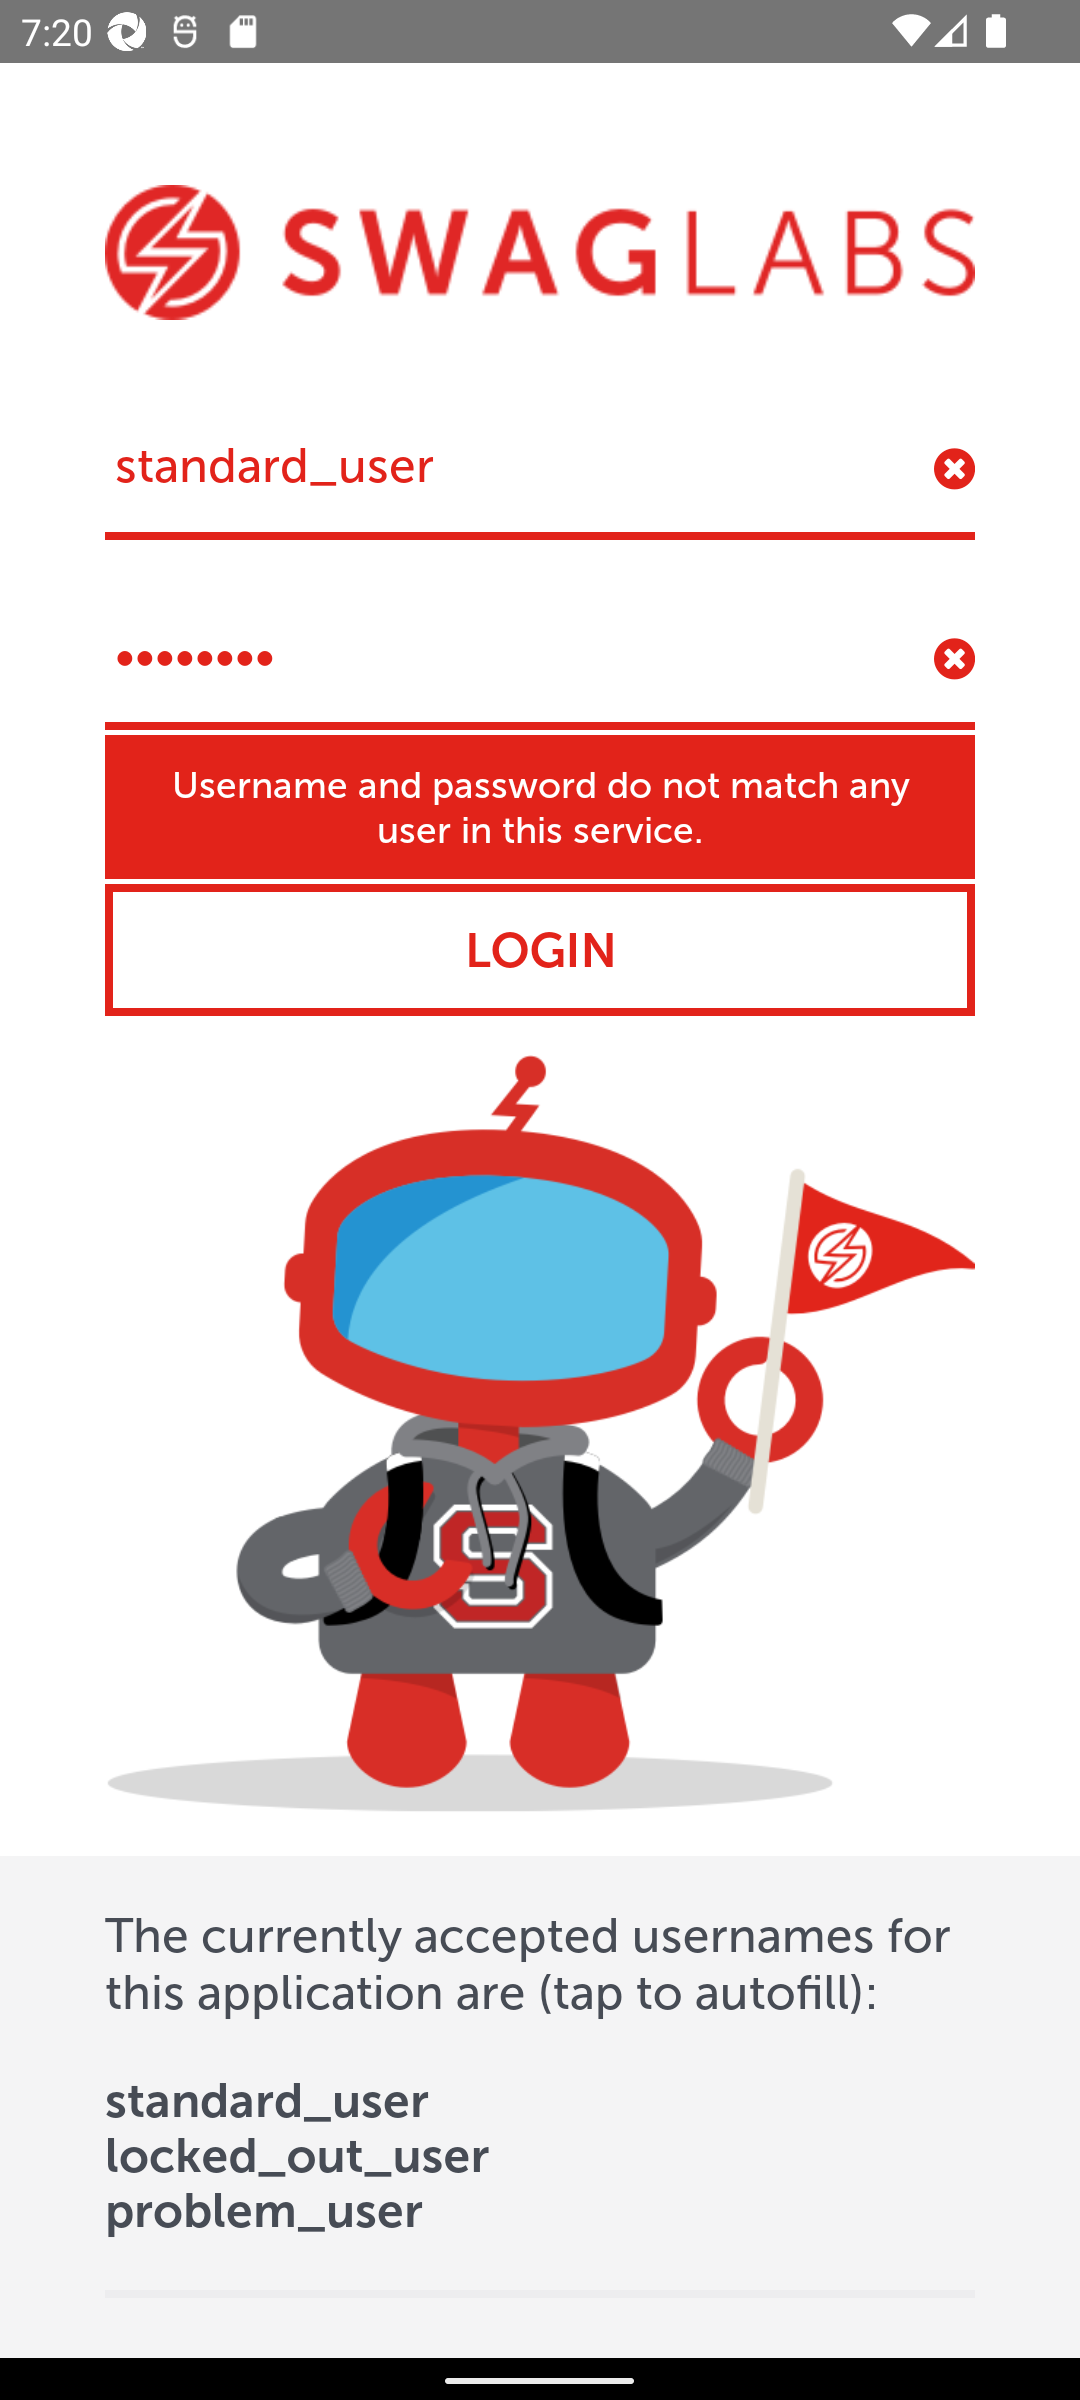 7:20
SWAGLABS
standard_user
••••••••
Username and password do not match any
user in this service.
LOGIN
S
The currently accepted usernames for
this application are (tap to autofill):
standard_user
locked_out_user
problem_user